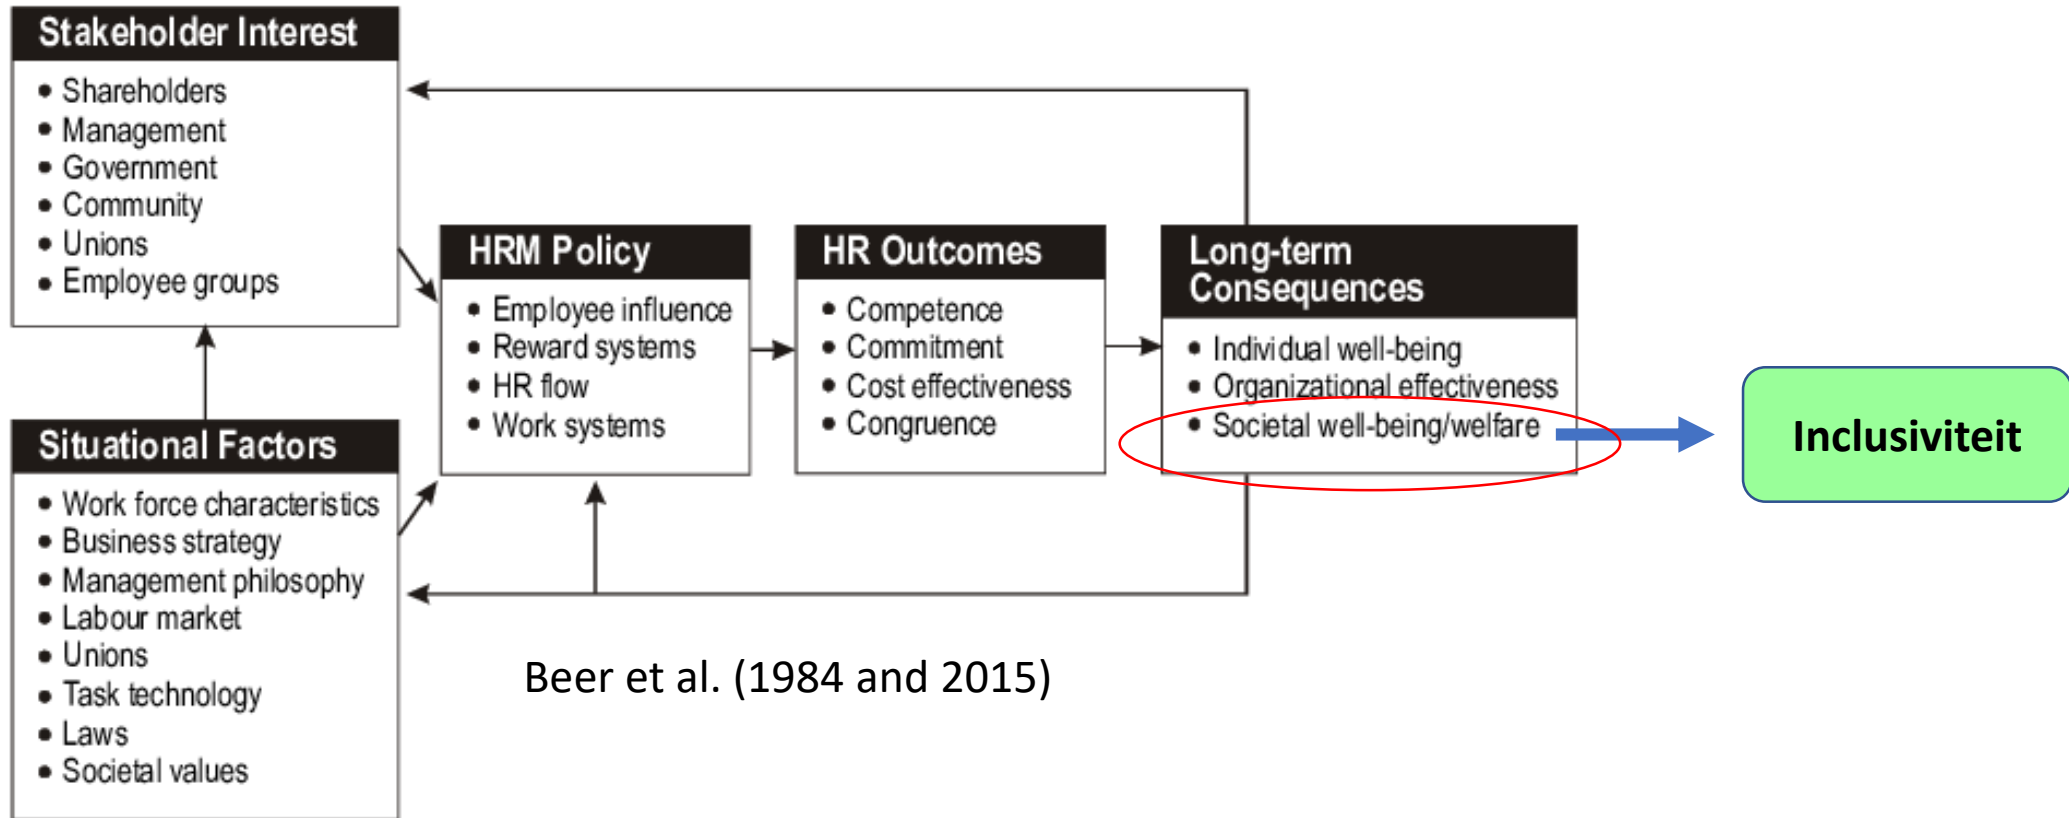 Stakeholder Interest
• Shareholders
• Management
• Government
• Community
• Unions
• Employee groups
Situational Factors
• Work force characteristics
• Business strategy
• Management philosophy
• Labour market
• Unions
• Task technology
• Laws
• Societal values
HRM Policy
• Employee influence
• Reward systems
• HR flow
• Work systems
HR Outcomes
• Competence
• Commitment
• Cost effectiveness
• Congruence
Long-term
Consequences
• Individual well-being
• Organizational effectiveness
• Societal well-being/welfare
Inclusiviteit
Beer et al. (1984 and 2015)